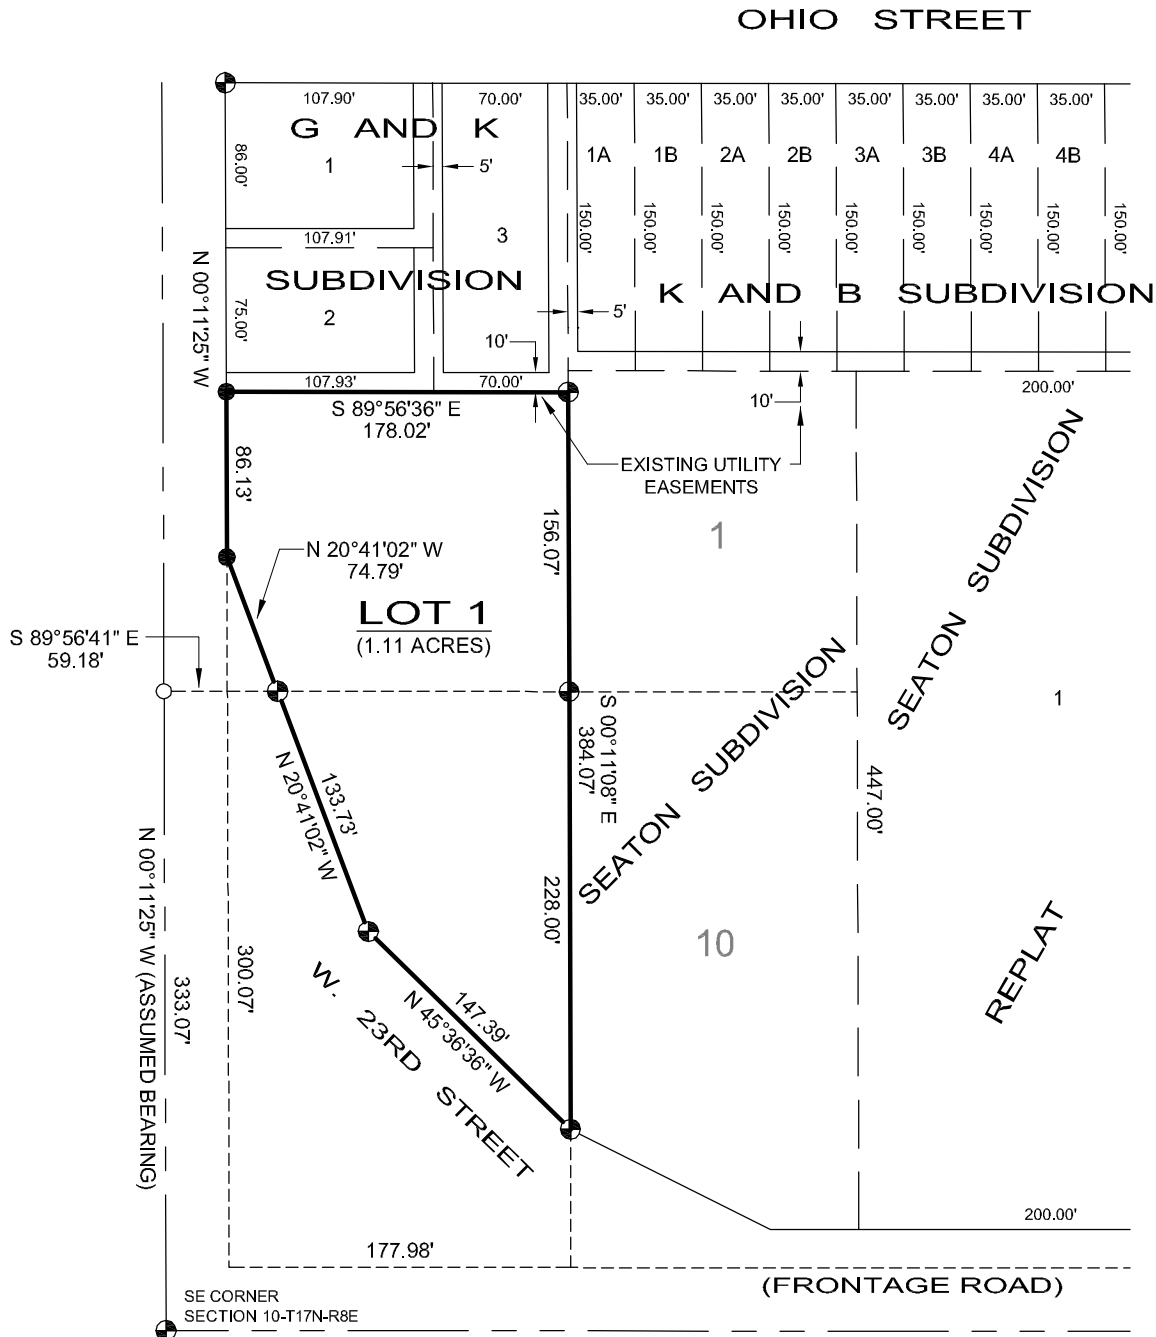 OHIO STREET
107.90'
70.00'
35.00'
35.00'
35.00'
35.00'
35.00'
35.00'
35.00'
35.00'
G AND K
1
5'
86.00'
1A
1B
2A
2B
3A
3B
4A
4B
150.00'
150.00'
150.00'
150.00'
150.00'
150.00'
150.00'
150.00'
150.00'
107.91'
3
SUBDIVISION
K AND B SUBDIVISION
N 00°11'25" W
75.00'
2
5'
10'
107.93'
70.00'
200.00'
S 89°56'36" E
178.02'
10'
EXISTING UTILITY
EASEMENTS
86.13'
156.07'
1
SEATON SUBDIVISION
N 20°41'02" W
74.79'
LOT 1
(1.11 ACRES)
S 89°56'41" E
59.18'
S 00°11'08" E
384.07'
SEATON SUBDIVISION
1
133.73'
N 20°41'02" W
447.00'
N 00°11'25" W (ASSUMED BEARING)
333.07'
300.07'
228.00'
10
REPLAT
W. 23RD STREET
147.39'
N 45°36'36" W
200.00'
177.98'
(FRONTAGE ROAD)
SE CORNER
SECTION 10-T17N-R8E